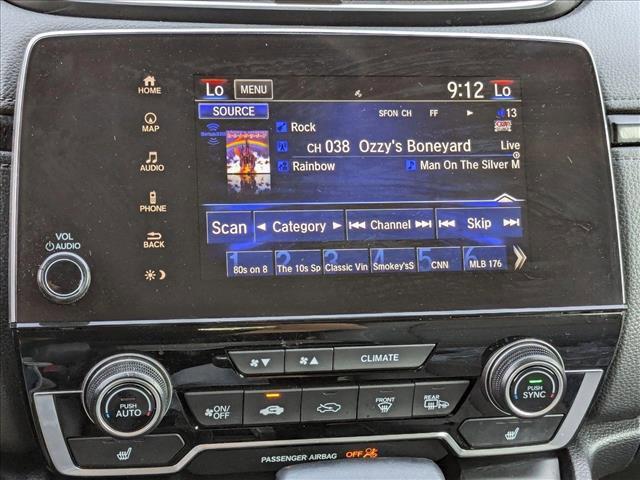 Lo MENU 9:12 Lo
HOME
SOURCE SFON CH FF 13
MAP
Rock
CH 038 Ozzy's Boneyard Live
AUDIO
Rainbow Man On The Silver M
PHONE
VOL
AUDIO
BACK
Scan Category Channel Skip
1 2 3 4 5 6
80s on 8 The 10s Sp Classic Vin Smokey'sS CNN MLB 176
CLIMATE
PUSH
AUTO
ON/
OFF
FRONT
REAR
PUSH
SYNC
PASSENGER AIRBAG OFF